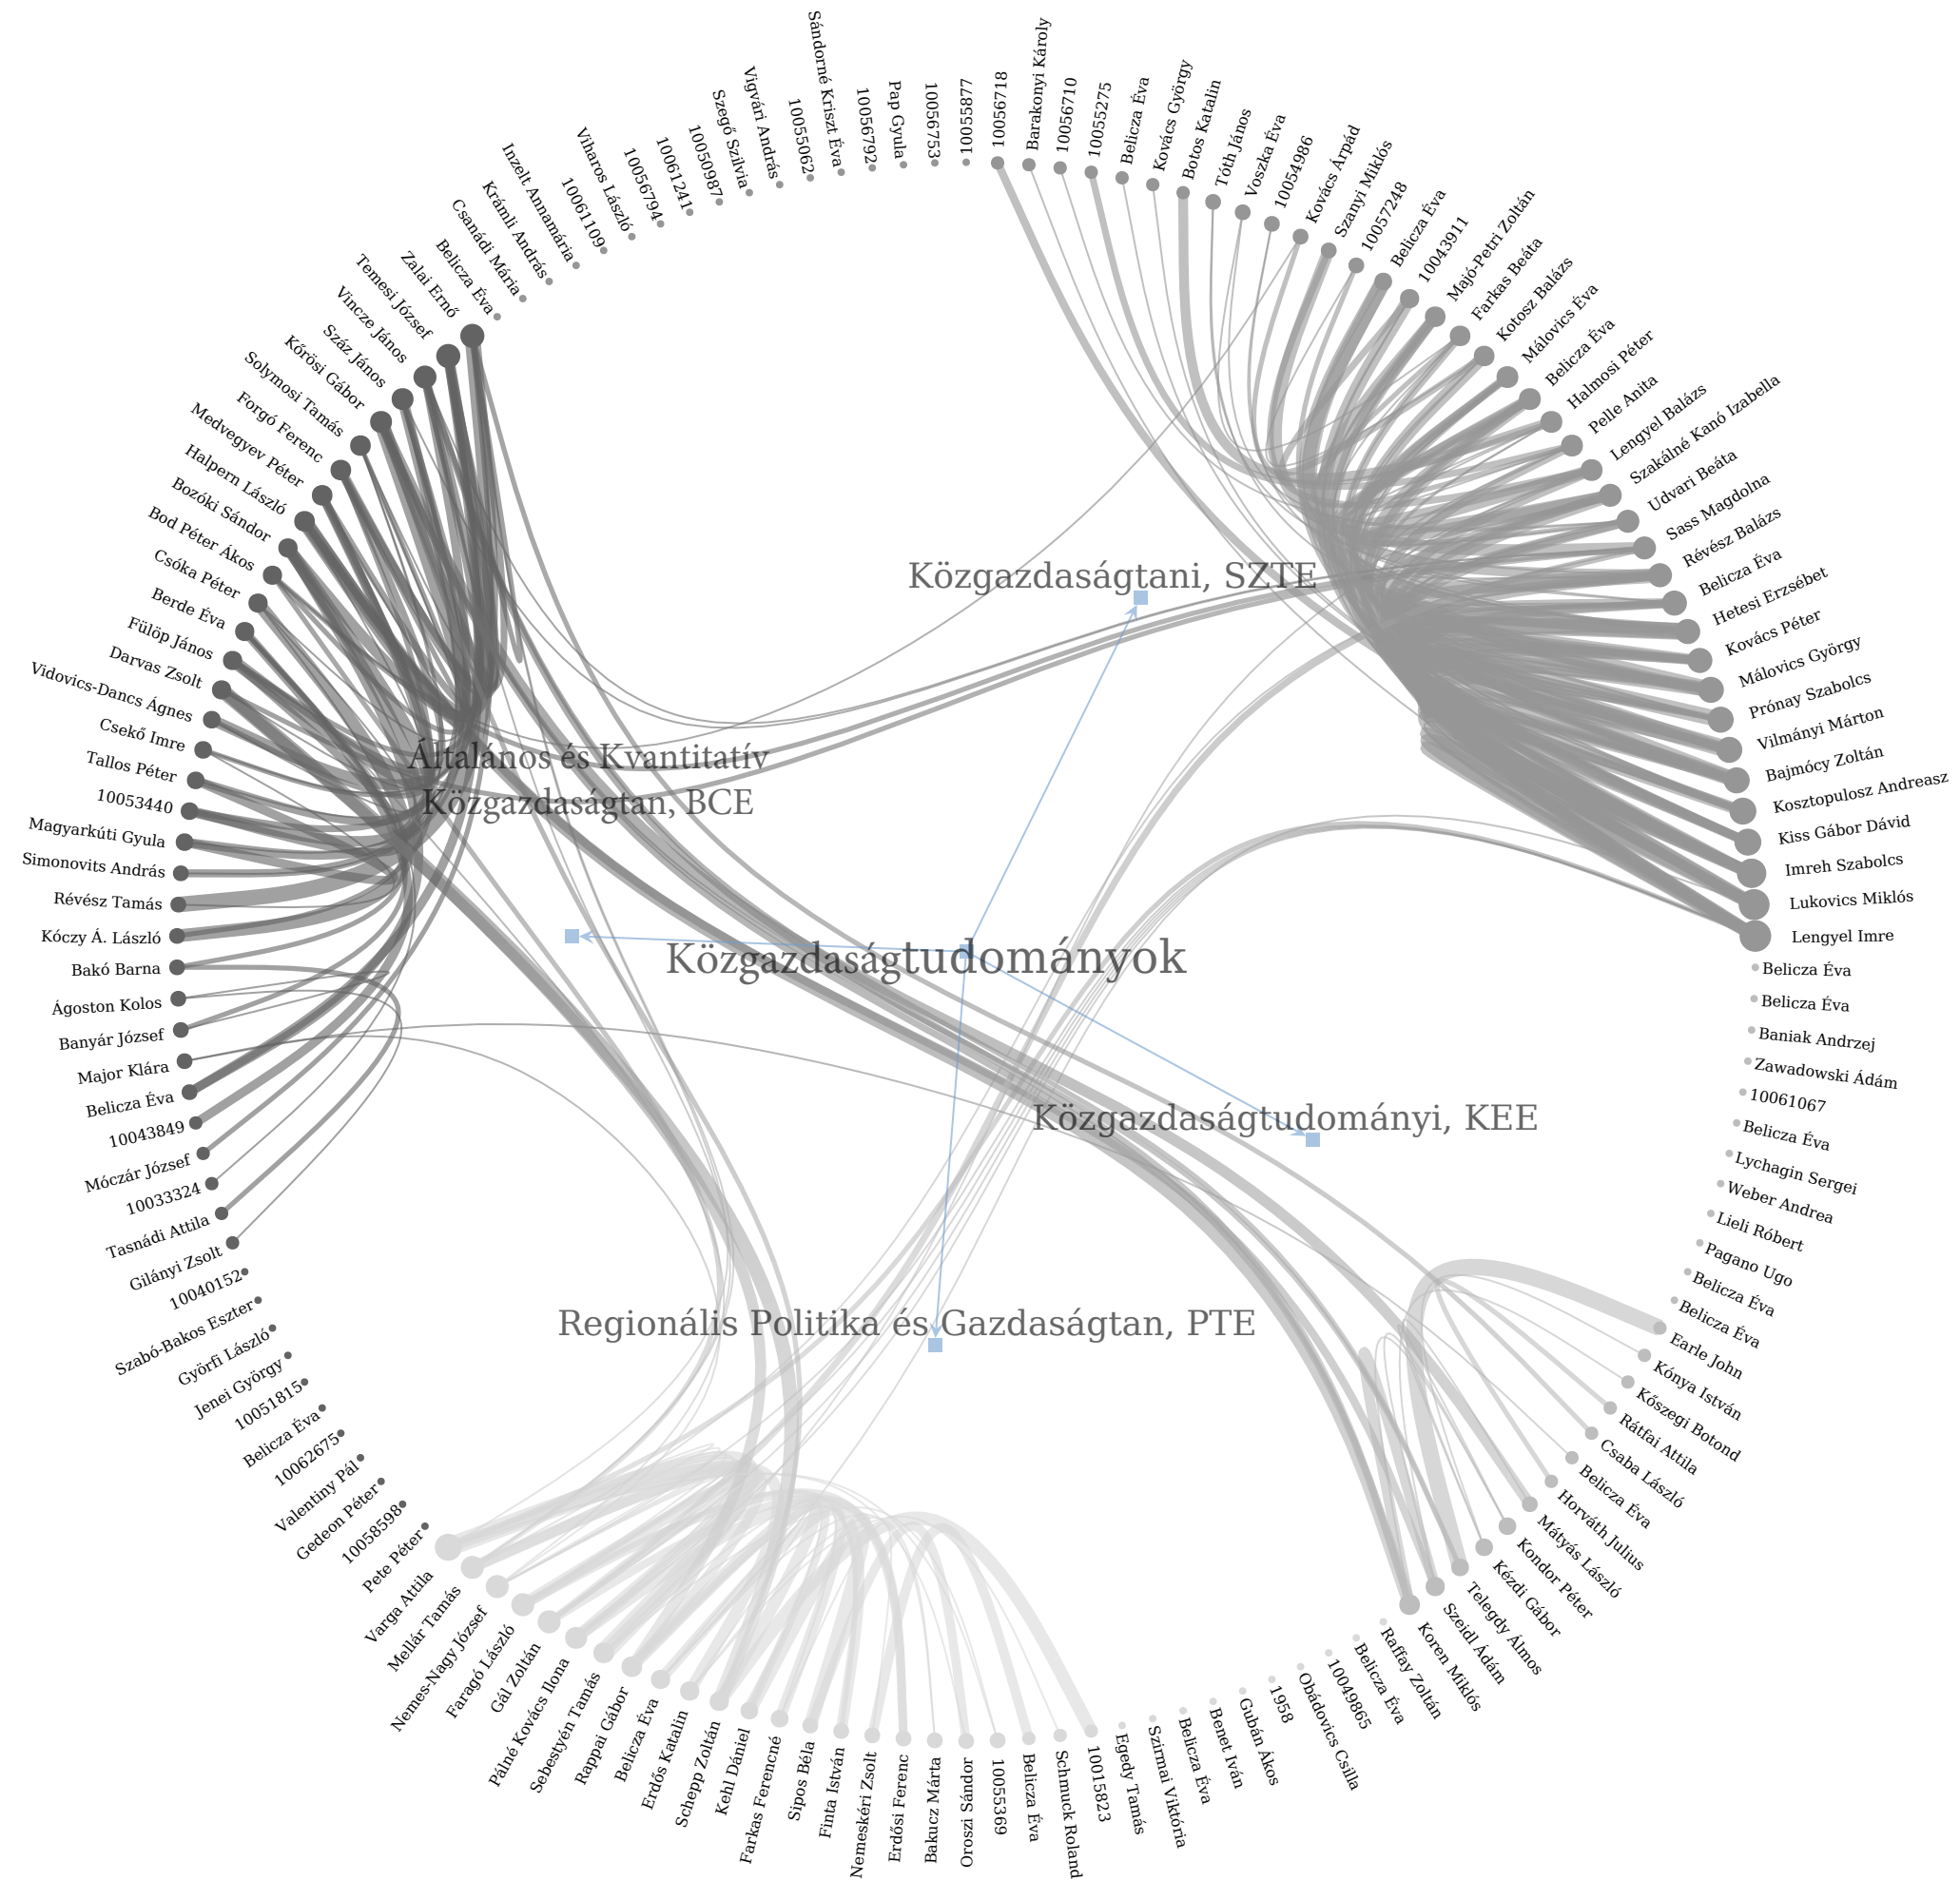 Sándorné Kriszt Éva
10056792
Pap Gyula
10056753
10055877
10056718
Barakonyi Károly
10056710
10055275
Belicza Éva
Kovács György
Botos Katalin
Tóth János
Voszka Éva
10054986
Kovács Árpád
Szanyi Miklós
10057248
Belicza Éva
10043911
Majó-Petri Zoltán
Farkas Beáta
Kotosz Balázs
Málovics Éva
Belicza Éva
Halmosi Péter
Pelle Anita
Lengyel Balázs
Szakálné Kanó Izabella
Udvari Beáta
Sass Magdolna
Révész Balázs
Belicza Éva
Hetesi Erzsébet
Kovács Péter
Málovics György
Prónay Szabolcs
Vilmányi Márton
Bajmócy Zoltán
Kosztopulosz Andreasz
Kiss Gábor Dávid
Imreh Szabolcs
Lukovics Miklós
Lengyel Imre
Belicza Éva
Belicza Éva
Baniak Andrzej
Zawadowski Ádám
10061067
Belicza Éva
Lychagin Sergei
Weber Andrea
Lieli Róbert
Pagano Ugo
Belicza Éva
Belicza Éva
Earle John
Kónya István
Kőszegi Botond
Rátfai Attila
Csaba László
Belicza Éva
Horváth Julius
Mátyás László
Kondor Péter
Kézdi Gábor
Telegdy Álmos
Szeidl Ádám
Koren Miklós
Raffay Zoltán
Belicza Éva
10049865
Obádovics Csilla
1958
Gubán Ákos
Benet Iván
Belicza Éva
Szirmai Viktória
Egedy Tamás
10015823
Schmuck Roland
Belicza Éva
10055369
Oroszi Sándor
Bakucz Márta
Erdősi Ferenc
Nemeskéri Zsolt
Finta István
Sipos Béla
Farkas Ferencné
Kehl Dániel
Schepp Zoltán
Erdős Katalin
Belicza Éva
Rappai Gábor
Sebestyén Tamás
Pálné Kovács Ilona
Gál Zoltán
Faragó László
Nemes-Nagy József
Mellár Tamás
Varga Attila
Pete Péter
10058598
Gedeon Péter
Valentiny Pál
10062675
Belicza Éva
10051815
Jenei György
Györfi László
Szabó-Bakos Eszter
10040152
Gilányi Zsolt
Tasnádi Attila
10033324
Móczár József
10043849
Belicza Éva
Major Klára
Banyár József
Ágoston Kolos
Bakó Barna
Kóczy Á. László
Révész Tamás
Simonovits András
Magyarkúti Gyula
10053440
Tallos Péter
Csekő Imre
Vidovics-Dancs Ágnes
Darvas Zsolt
Fülöp János
Berde Éva
Csóka Péter
Bod Péter Ákos
Bozóki Sándor
Halpern László
Medvegyev Péter
Forgó Ferenc
Solymosi Tamás
Kőrösi Gábor
Száz János
Vincze János
Temesi József
Zalai Ernő
Belicza Éva
Csanádi Mária
Krámli András
Inzelt Annamária
10061109
Viharos László
10056794
10061241
10050987
Szegő Szilvia
Vigvári András
10055062
Közgazdaságtani, SZTE
Általános és Kvantitatív
Közgazdaságtan, BCE
Közgazdaságtudományok
Közgazdaságtudományi, KEE
Regionális Politika és Gazdaságtan, PTE